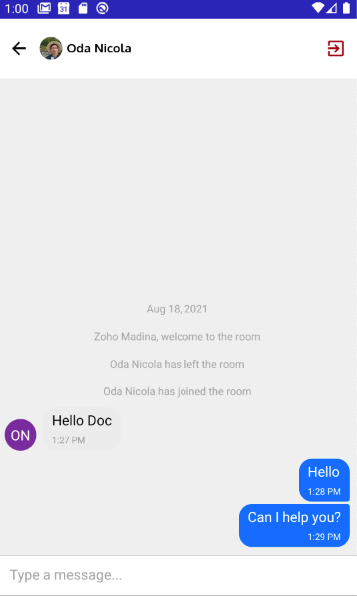 1:00
31
Oda Nicola
Aug 18,2021
Zoho Madina, welcome to the room
Oda Nicola has left the room
Oda Nicola has joined the room
Hello Doc
1:27 PM
ON
Hello
1:28 PM
Can I help you?
1:29 PM
Type a message...